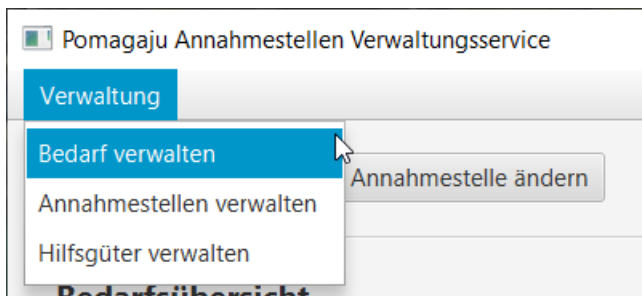 Pomagaju Annahmestellen Verwaltungsservice
Verwaltung
Bedarf verwalten
Annahmestelle ändern
Annahmestellen verwalten
Hilfsgüter verwalten
Bedarfsübersicht